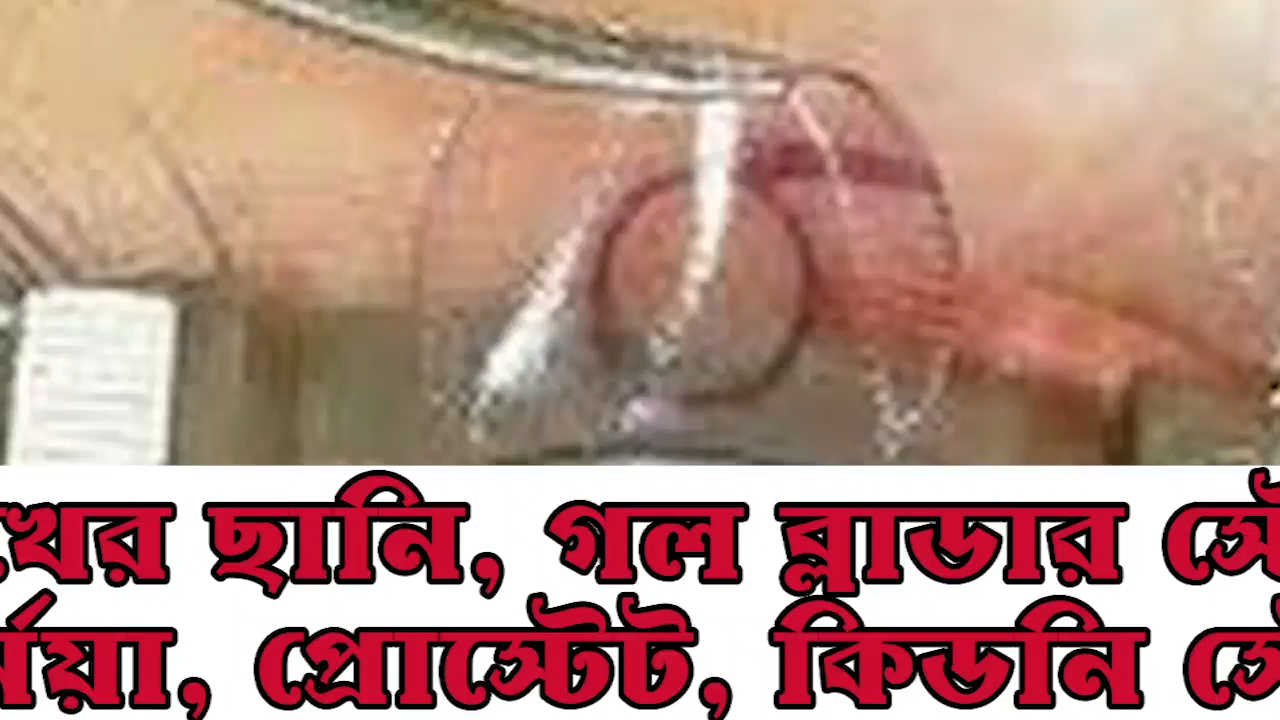 খের ছানি, গল ব্লাডার স্টে
র্নিয়া, প্রোস্টেট, কিডনি স্টে